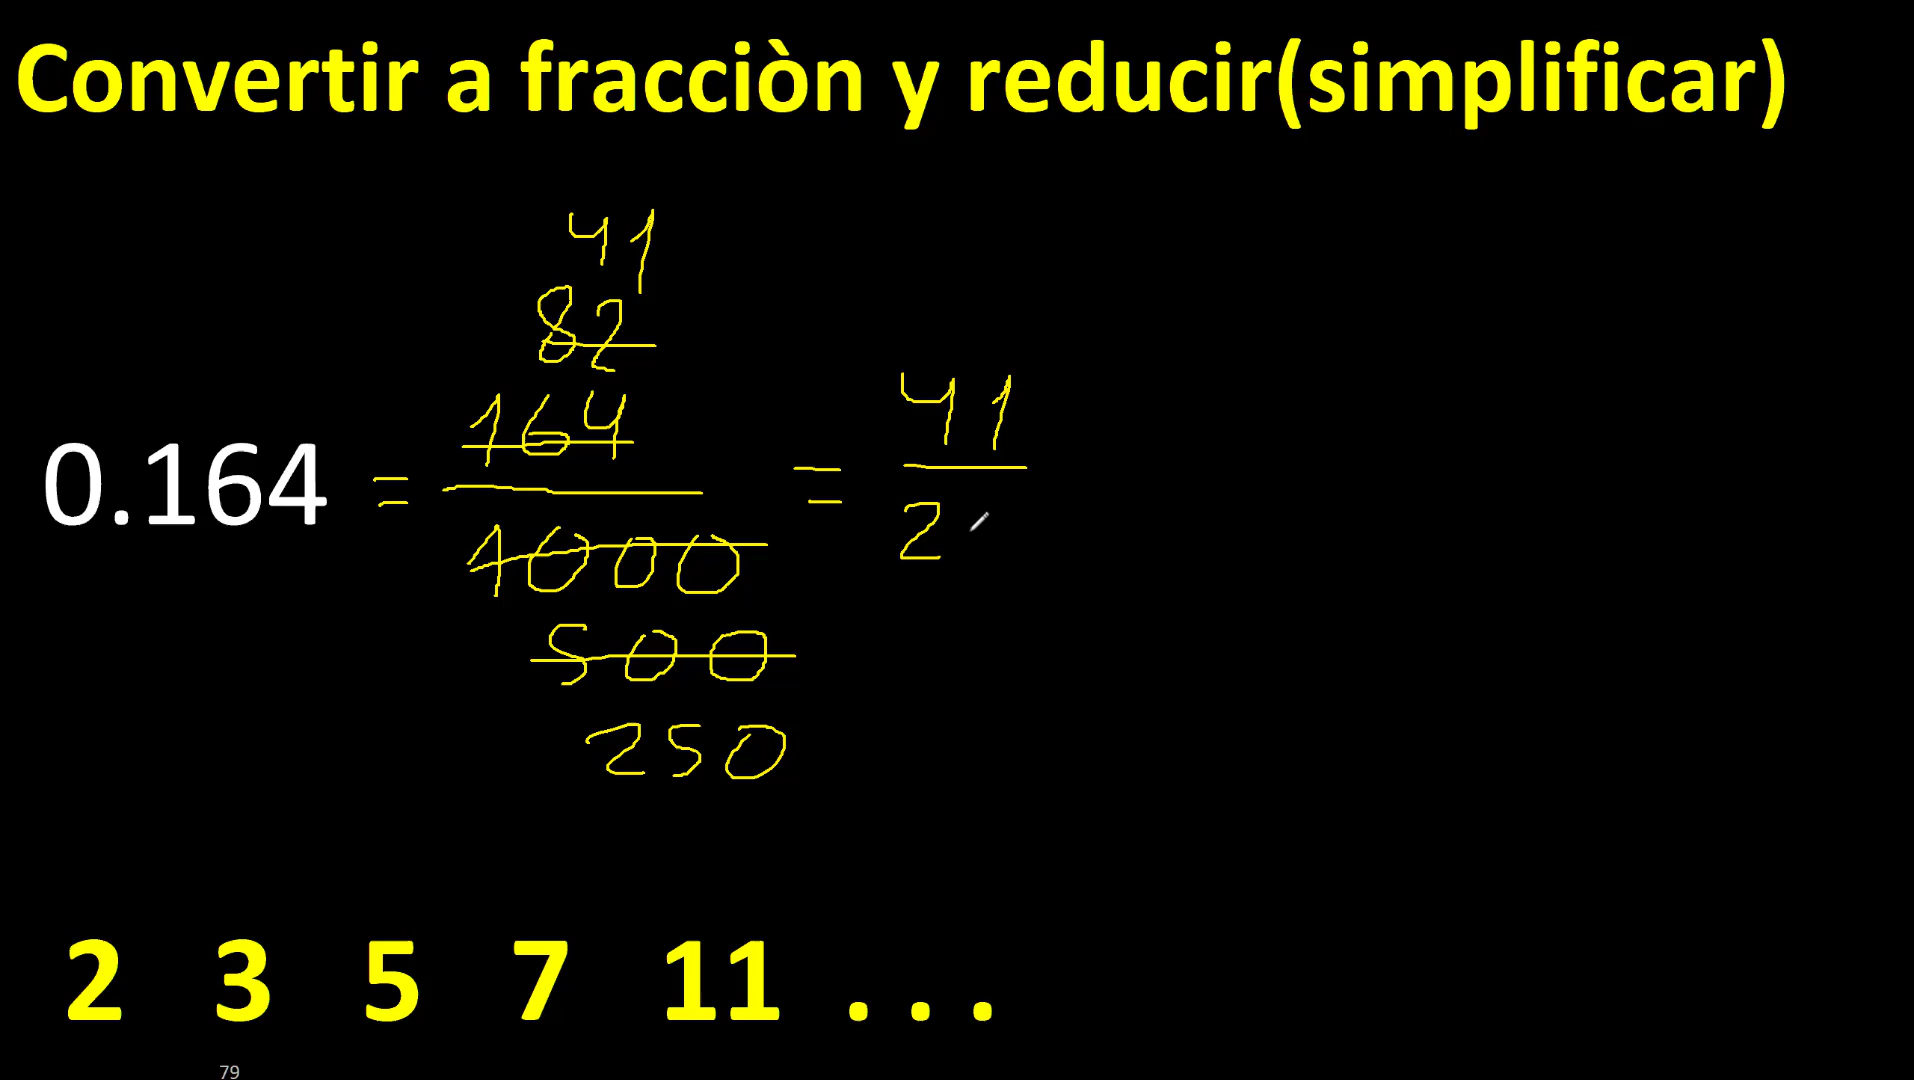 Convertir a fracciòn y reducir(simplificar)
41
82
164
0.164 = ——— = 41
1000 2
500
250
2 3 5 7 11 . . .
79